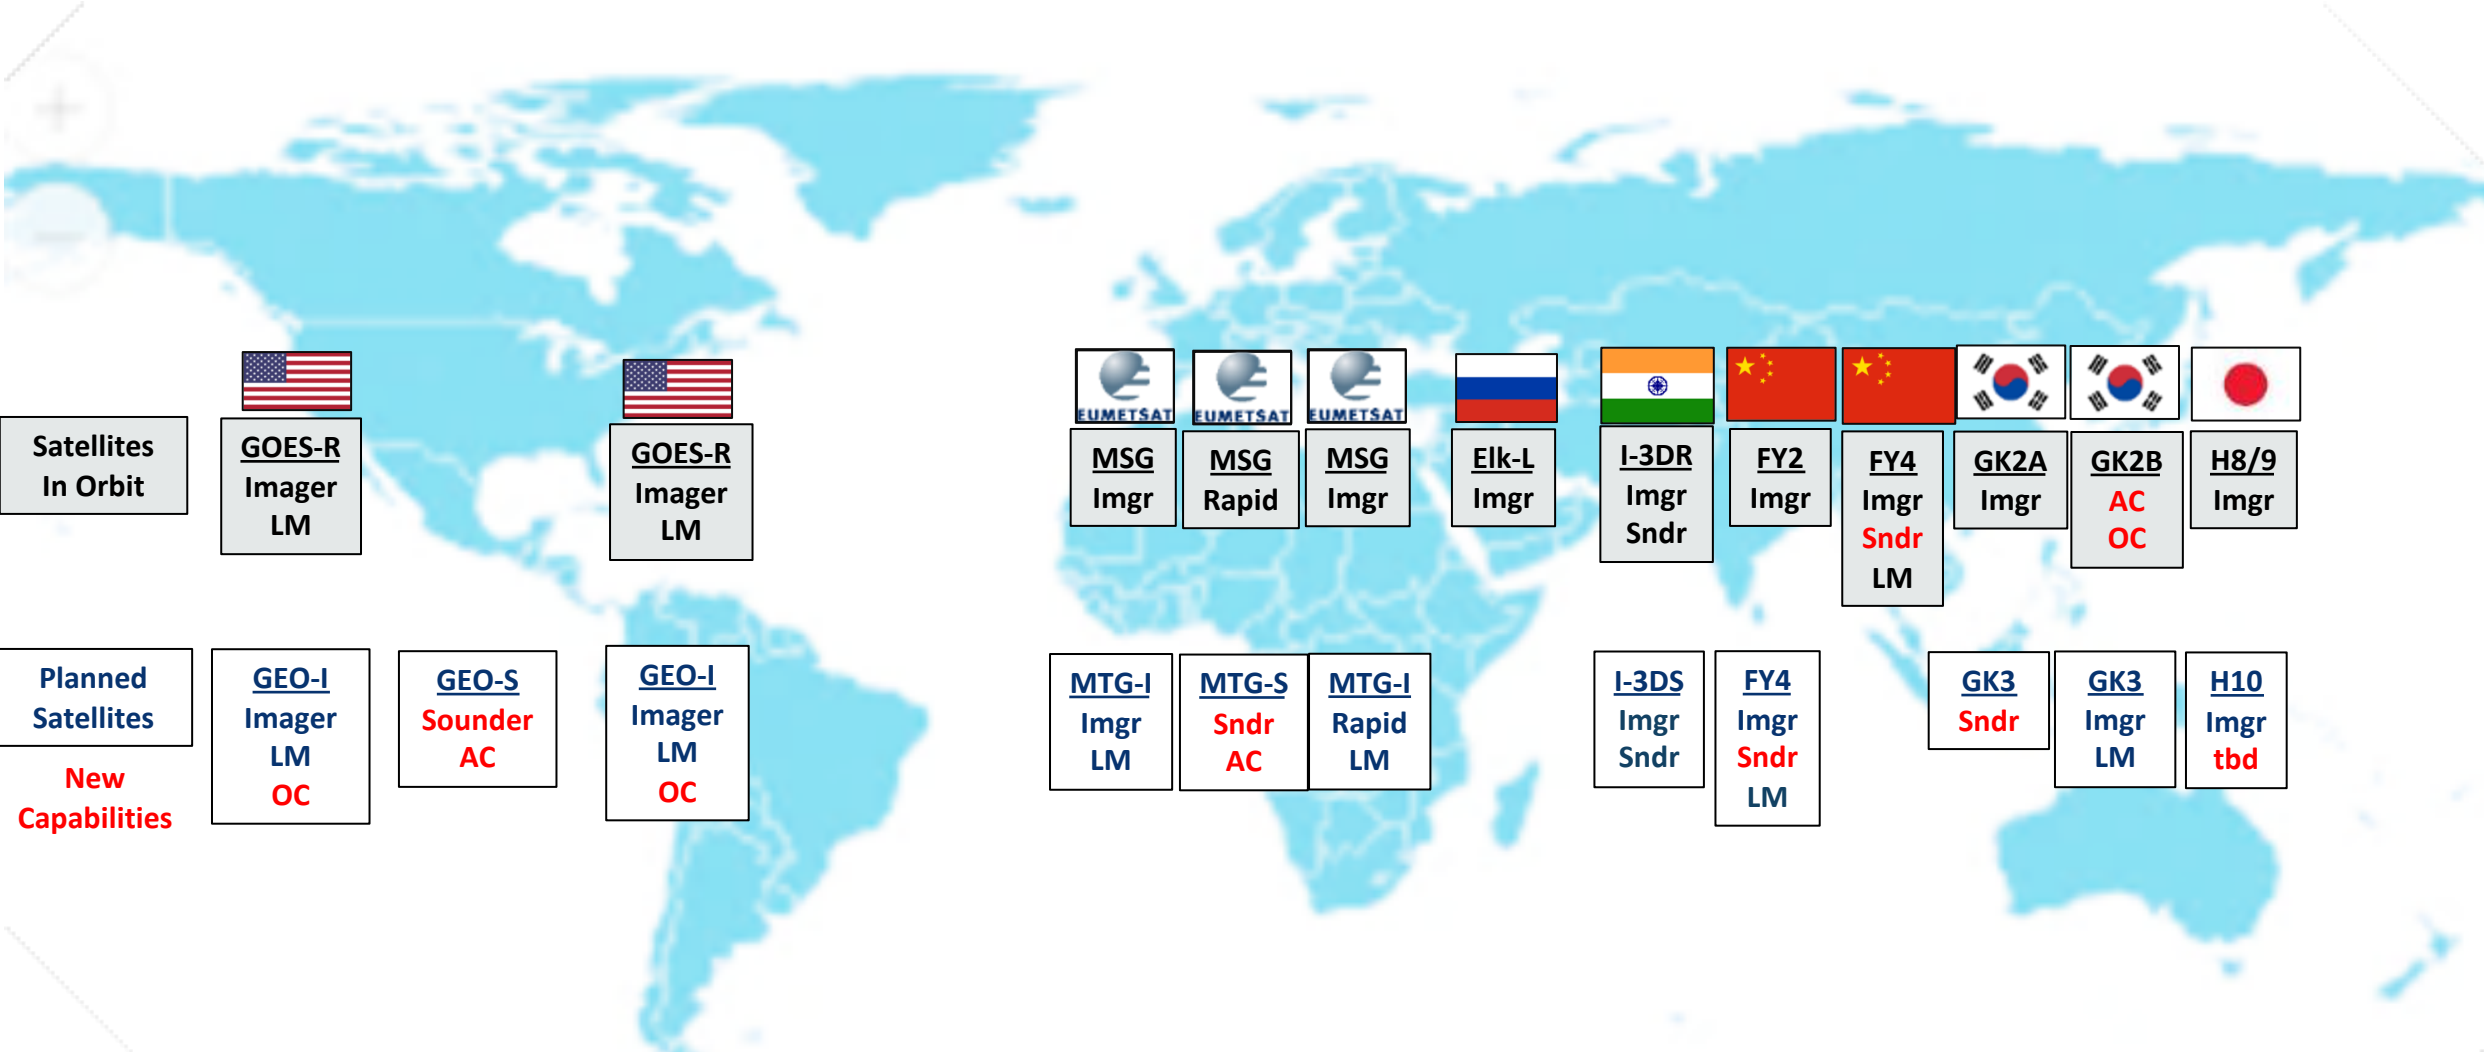 EUMETSAT
EUMETSAT
EUMETSAT
Satellites
In Orbit
GOES-R
Imager
LM
GOES-R
Imager
LM
MSG
Imgr
MSG
Rapid
MSG
Imgr
Elk-L
Imgr
I-3DR
Imgr
Sndr
FY2
Imgr
FY4
Imgr
Sndr
LM
GK2A
Imgr
GK2B
AC
OC
H8/9
Imgr
Planned
Satellites
New
Capabilities
GEO-I
Imager
LM
OC
GEO-S
Sounder
AC
GEO-I
Imager
LM
OC
MTG-I
Imgr
LM
MTG-S
Sndr
AC
MTG-I
Rapid
LM
I-3DS
Imgr
Sndr
FY4
Imgr
Sndr
LM
GK3
Sndr
GK3
Imgr
LM
H10
Imgr
tbd